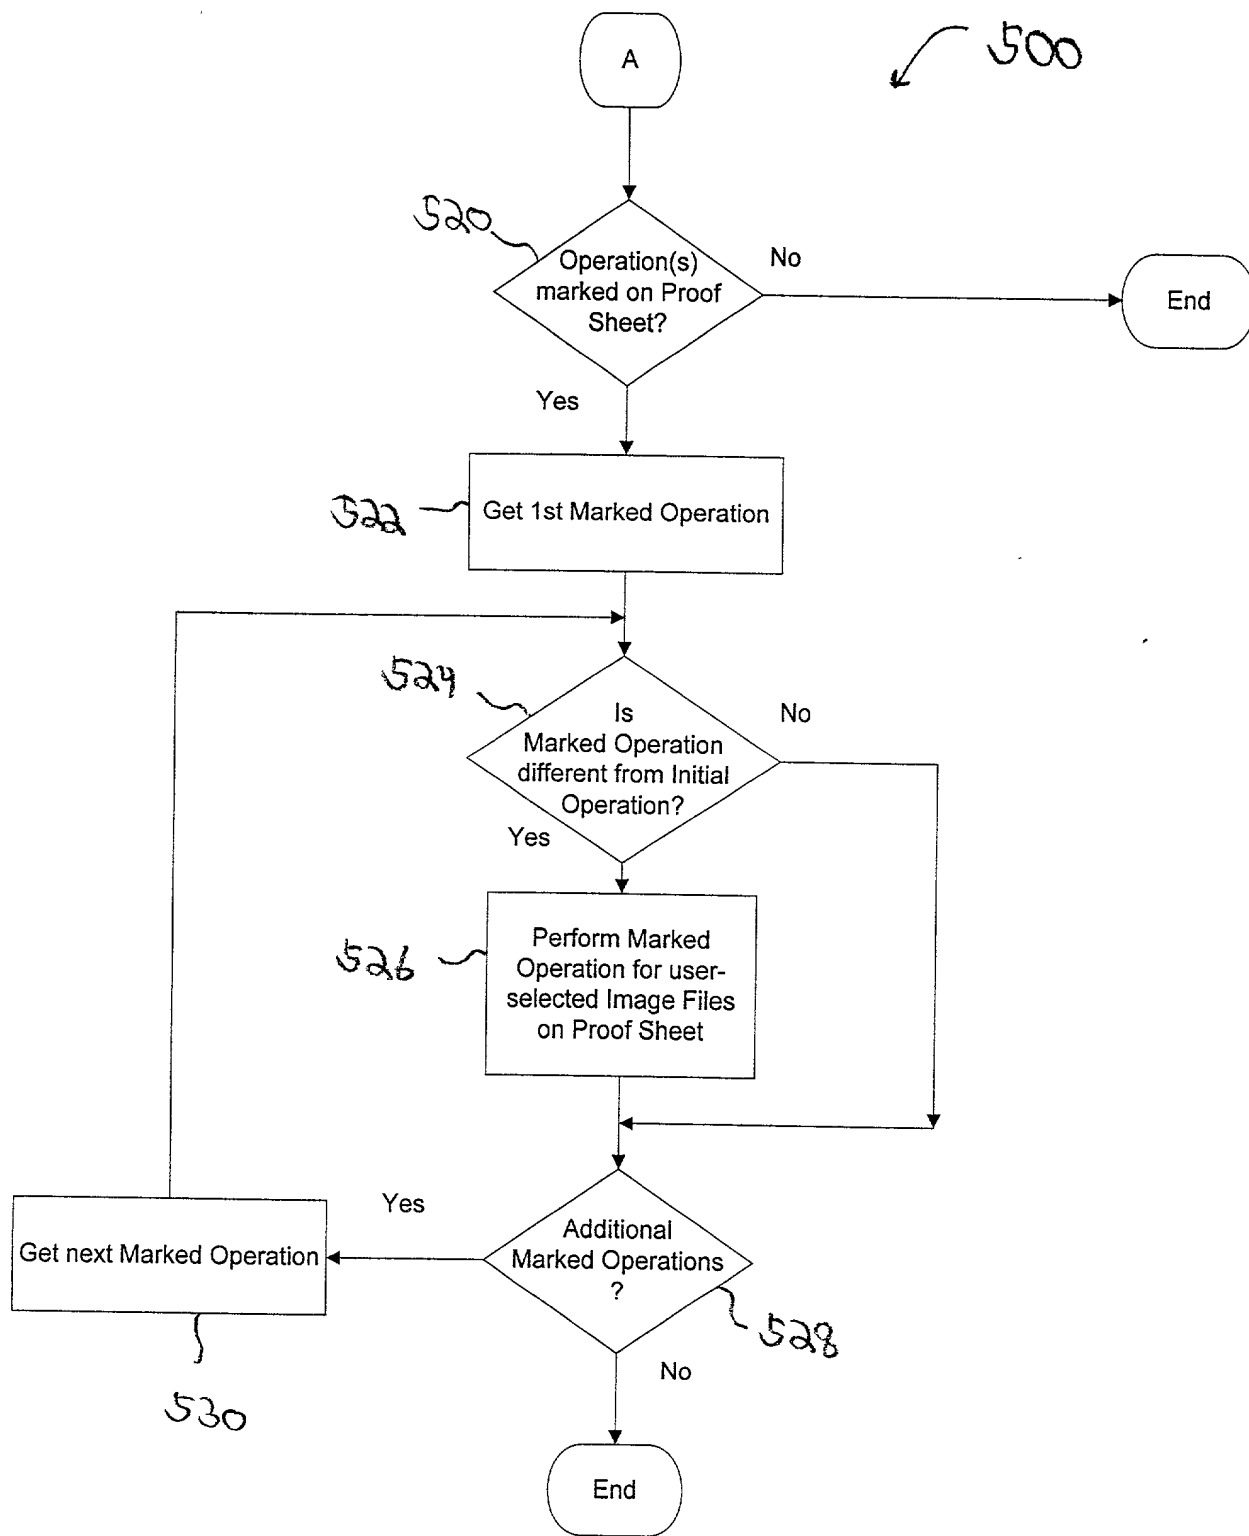 A
500
520
Operation(s)
marked on Proof
Sheet?
No
End
Yes
522
Get 1st Marked Operation
524
Is
Marked Operation
different from Initial
Operation?
No
Yes
526
Perform Marked
Operation for user-
selected Image Files
on Proof Sheet
Yes
Additional
Marked Operations
?
Get next Marked Operation
528
No
530
End